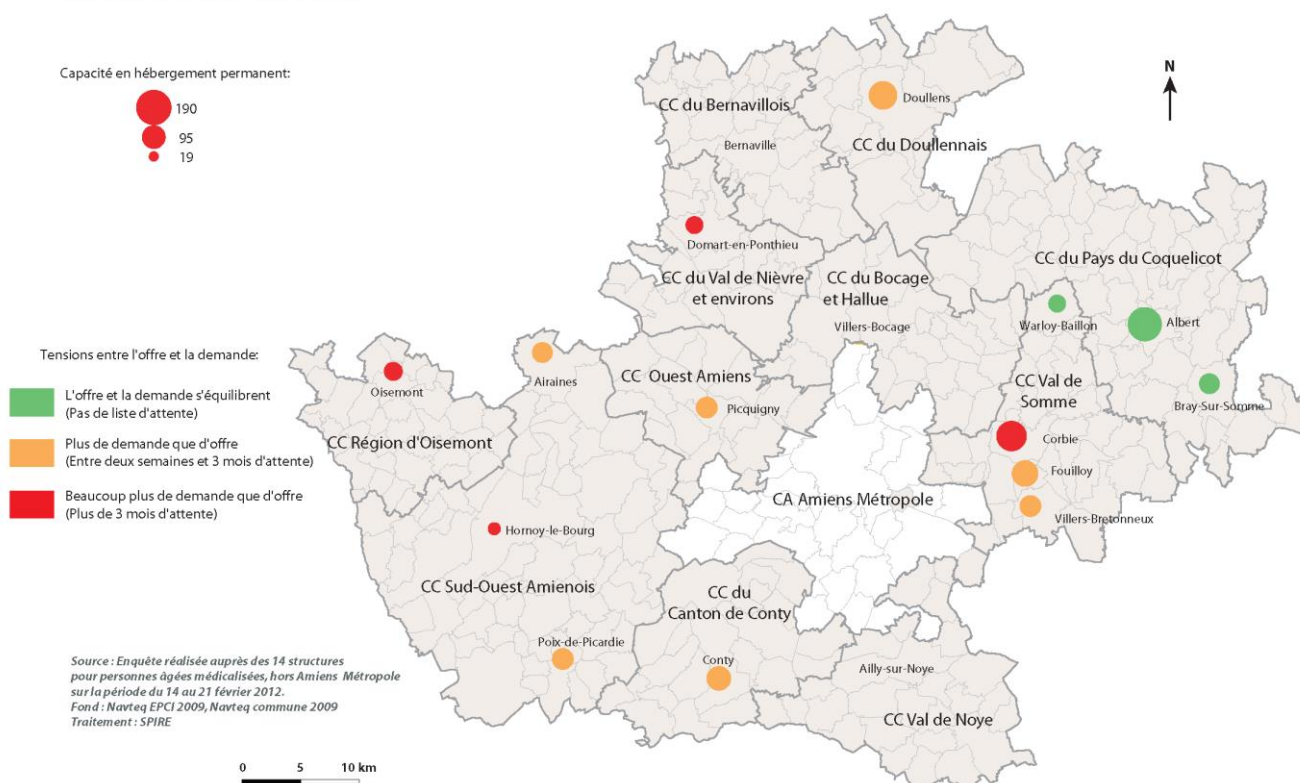 Capacité en hébergement permanent:
190
95
19
N
CC du Bernavillois
Doullens
Bernaville
CC du Doullennais
Domart-en-Ponthieu
CC du Pays du Coquelicot
CC du Val de Nièvre
et environs
CC du Bocage
et Hallue
Villers-Bocage
Warloy-Baillon
Albert
Tensions entre l'offre et la demande:
L'offre et la demande s'équilibrent
(Pas de liste d'attente)
Plus de demande que d'offre
(Entre deux semaines et 3 mois d'attente)
Beaucoup plus de demande que d'offre
(Plus de 3 mois d'attente)
Oisemont
Airaines
CC Ouest Amiens
Picquigny
CC Val de
Somme
Bray-Sur-Somme
CC Région d'Oisemont
Corbie
Fouilloy
CA Amiens Métropole
Villers-Bretonneux
Hornoy-le-Bourg
CC Sud-Ouest Amienois
CC du
Canton de Conty
Poix-de-Picardie
Conty
Ailly-sur-Noye
CC Val de Noye
Source : Enquête réalisée auprès des 14 structures
pour personnes âgées médicalisées, hors Amiens Métropole
sur la période du 14 au 21 février 2012.
Fond : Navteq EPCI 2009, Navteq commune 2009
Traitement : SPIRE
0 5 10 km